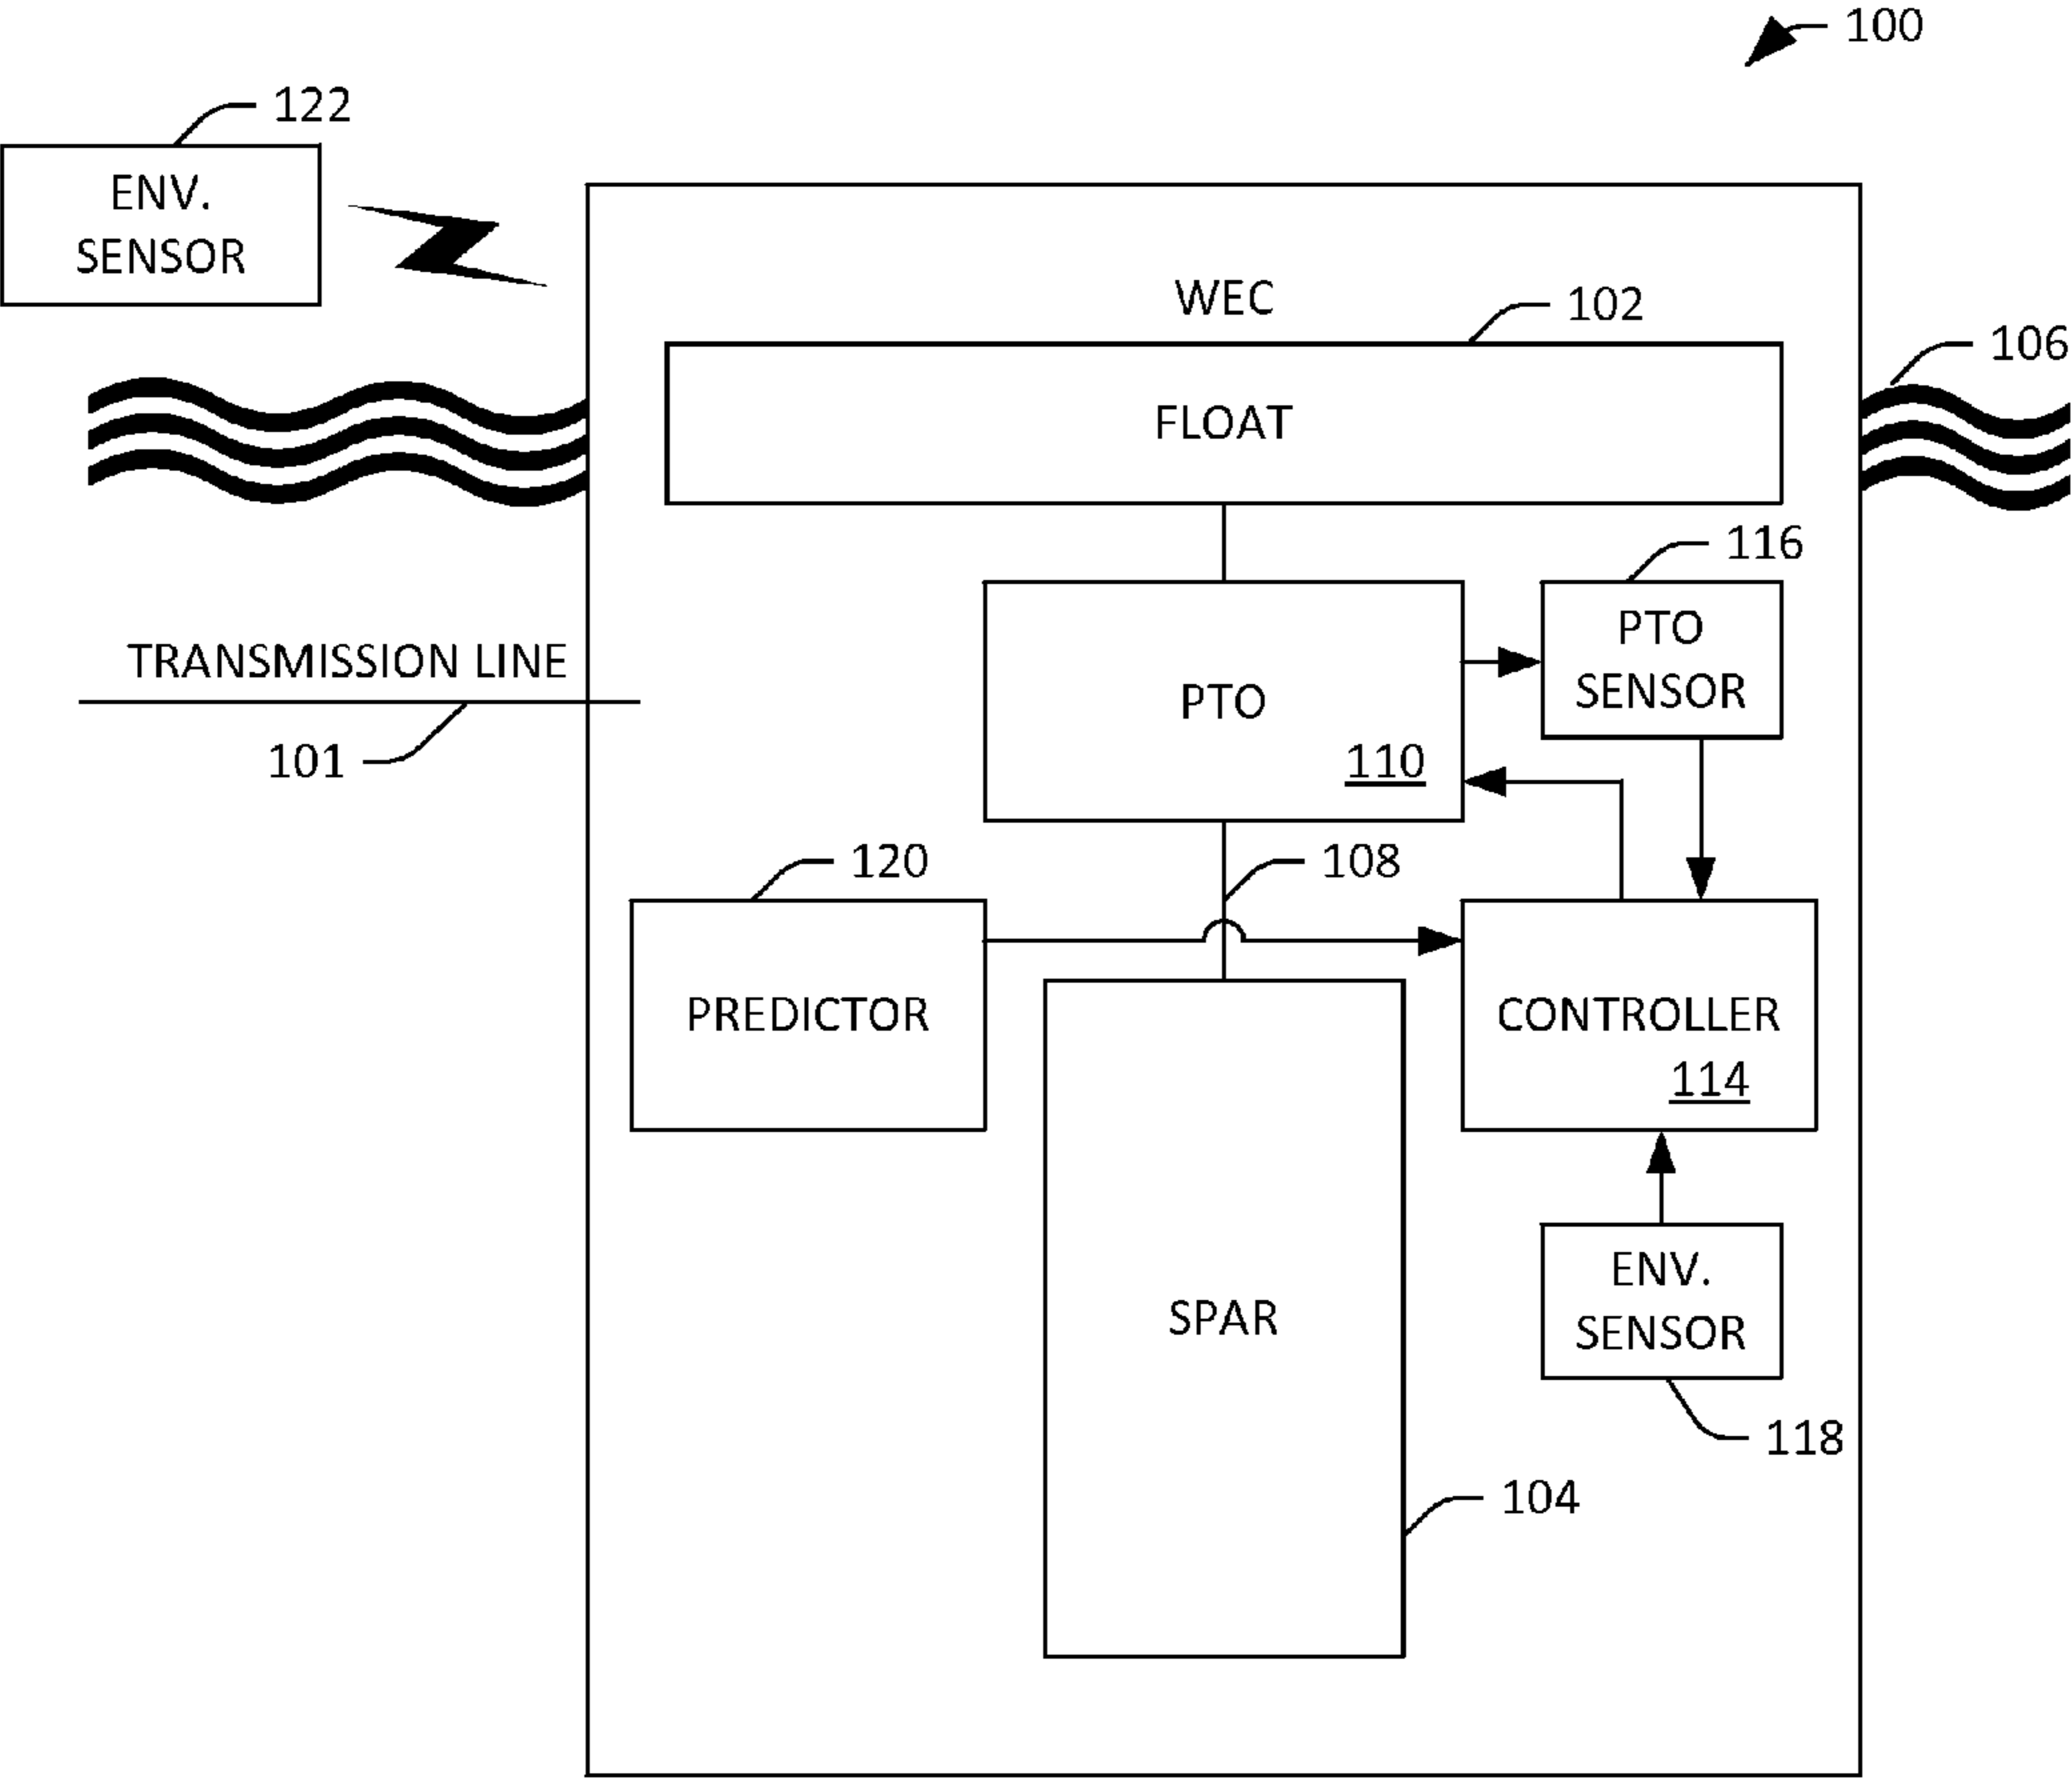 100
122
ENV.
SENSOR
WEC
102
106
FLOAT
116
PTO
SENSOR
TRANSMISSION LINE
PTO
101
110
120
108
PREDICTOR
CONTROLLER
114
ENV.
SENSOR
SPAR
118
104